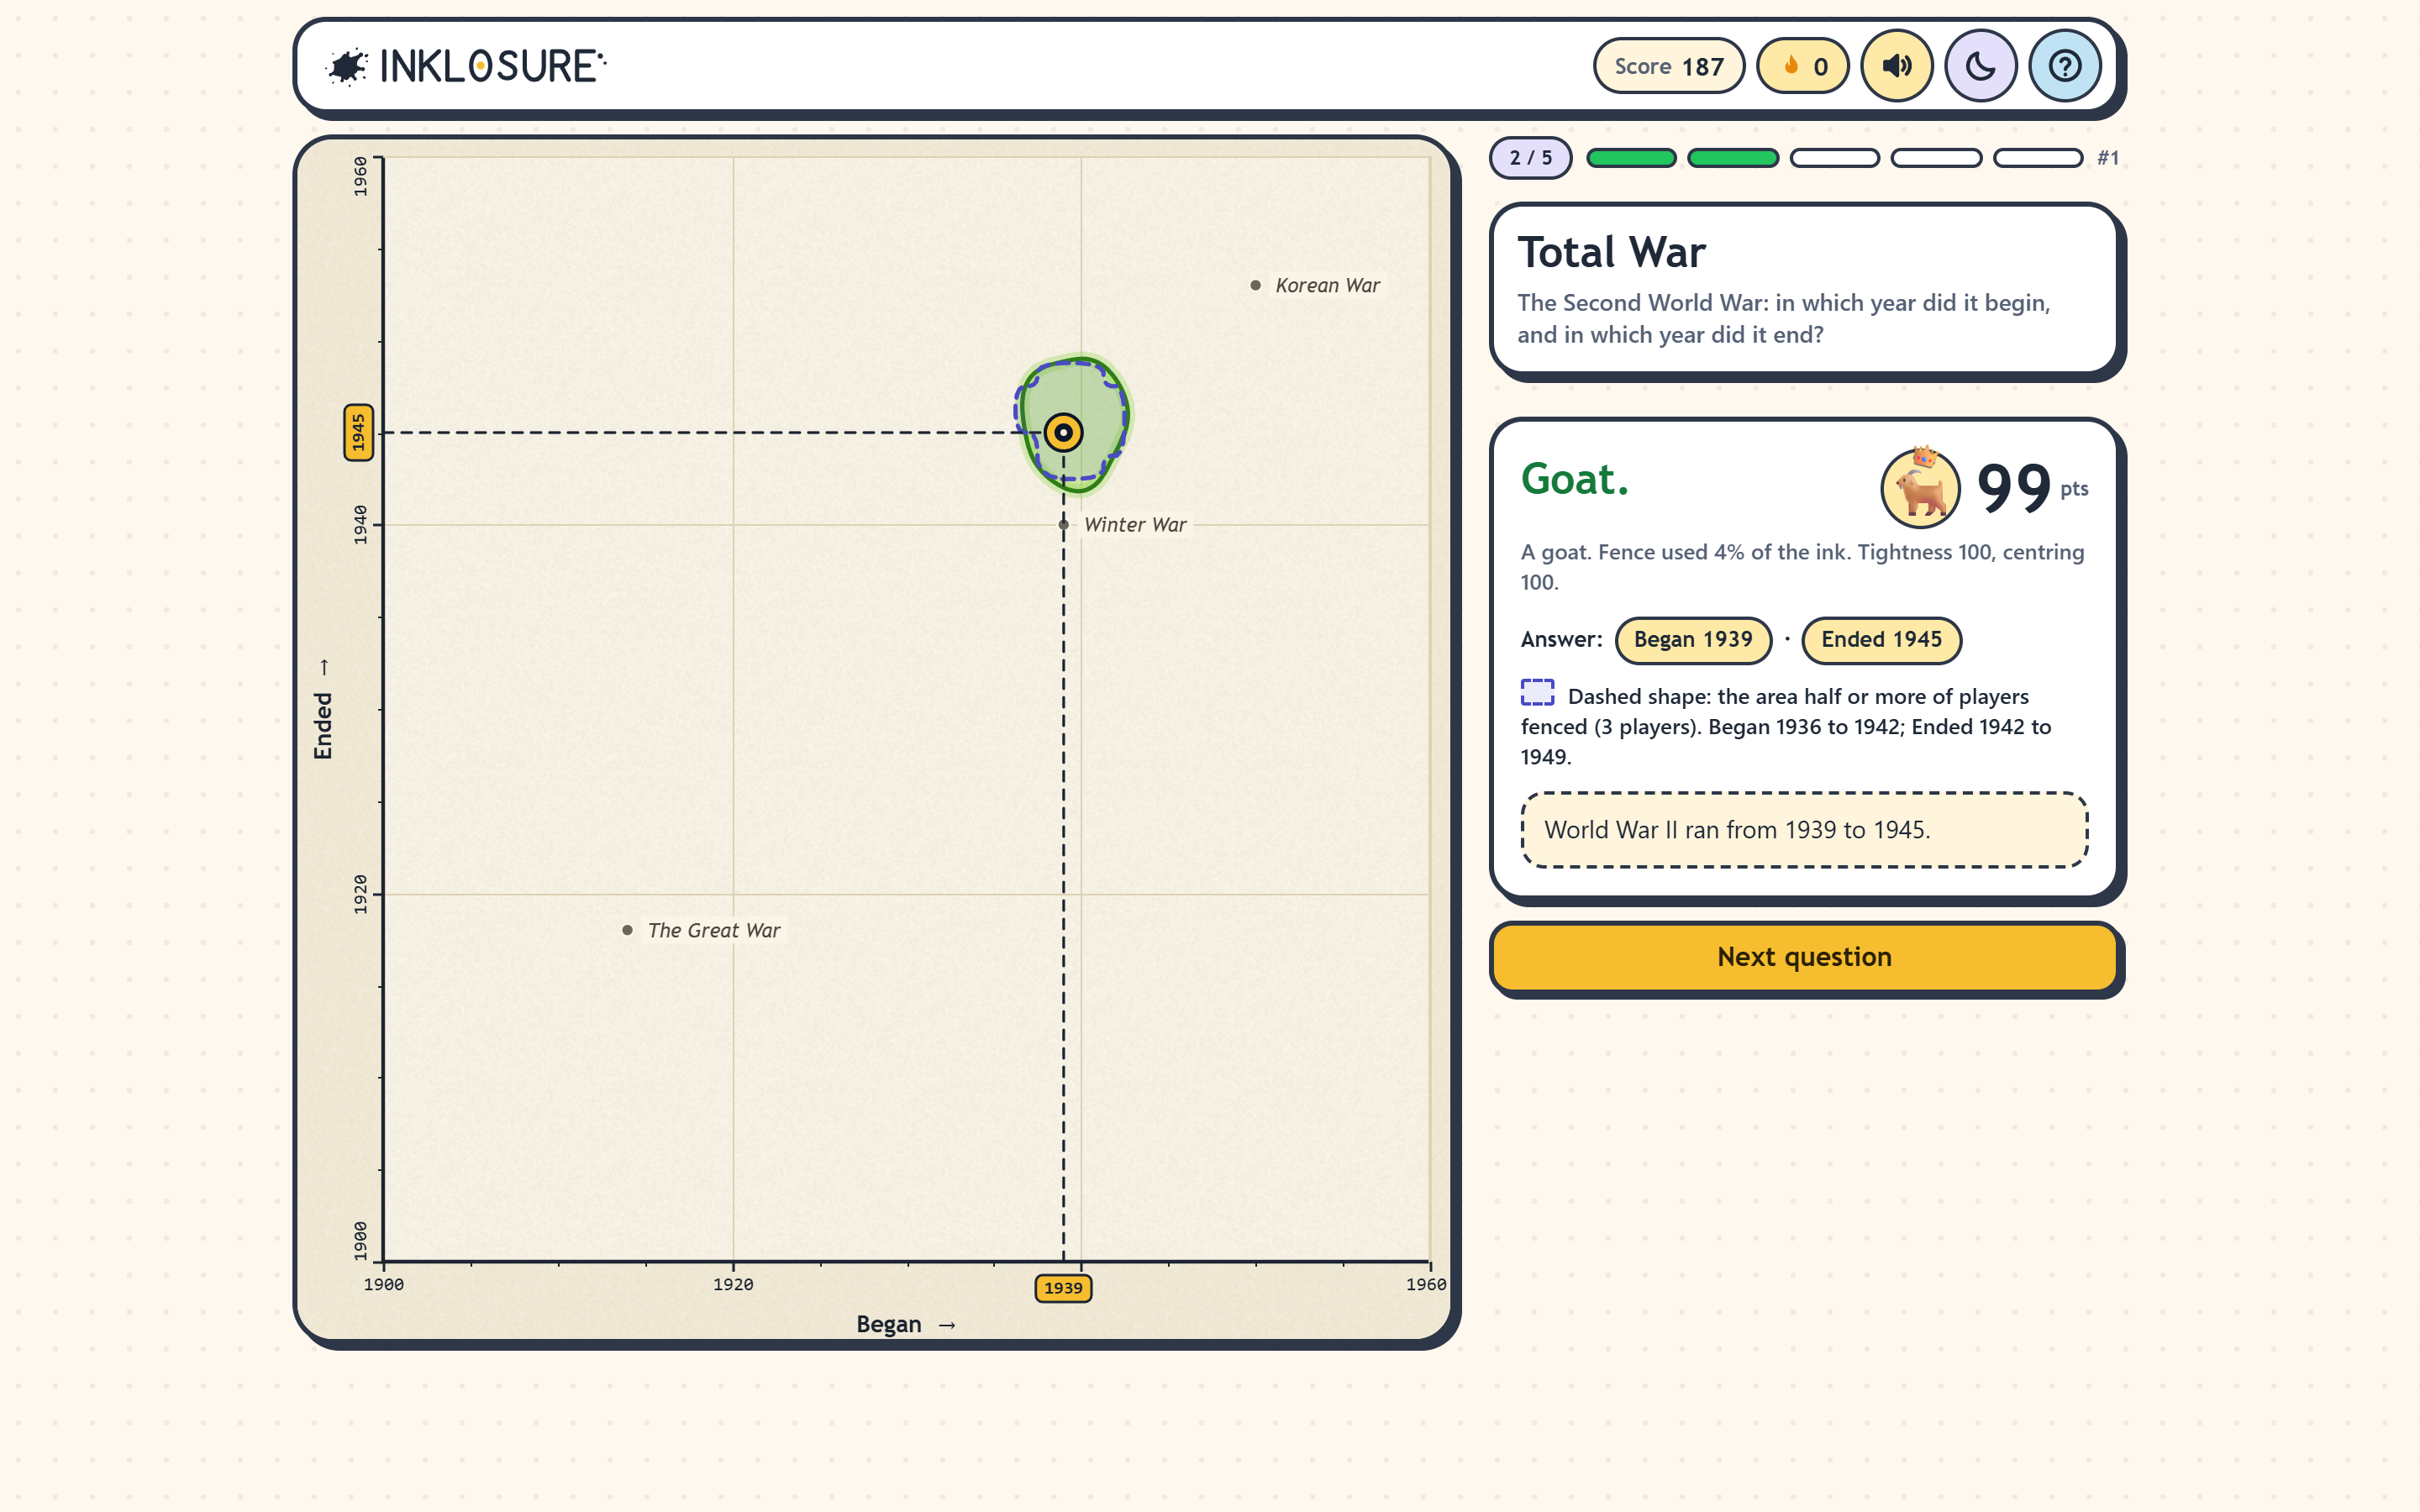 INKLOSURE
Score 187
0
2 / 5
#1
Total War
The Second World War: in which year did it begin,
and in which year did it end?
Goat.
99 pts
A goat. Fence used 4% of the ink. Tightness 100, centring
100.
Answer: Began 1939 · Ended 1945
Dashed shape: the area half or more of players
fenced (3 players). Began 1936 to 1942; Ended 1942 to
1949.
World War II ran from 1939 to 1945.
Next question
1960
Korean War
1945
1940
Winter War
Ended →
1920
The Great War
1900
1900
1920
1939
1960
Began →